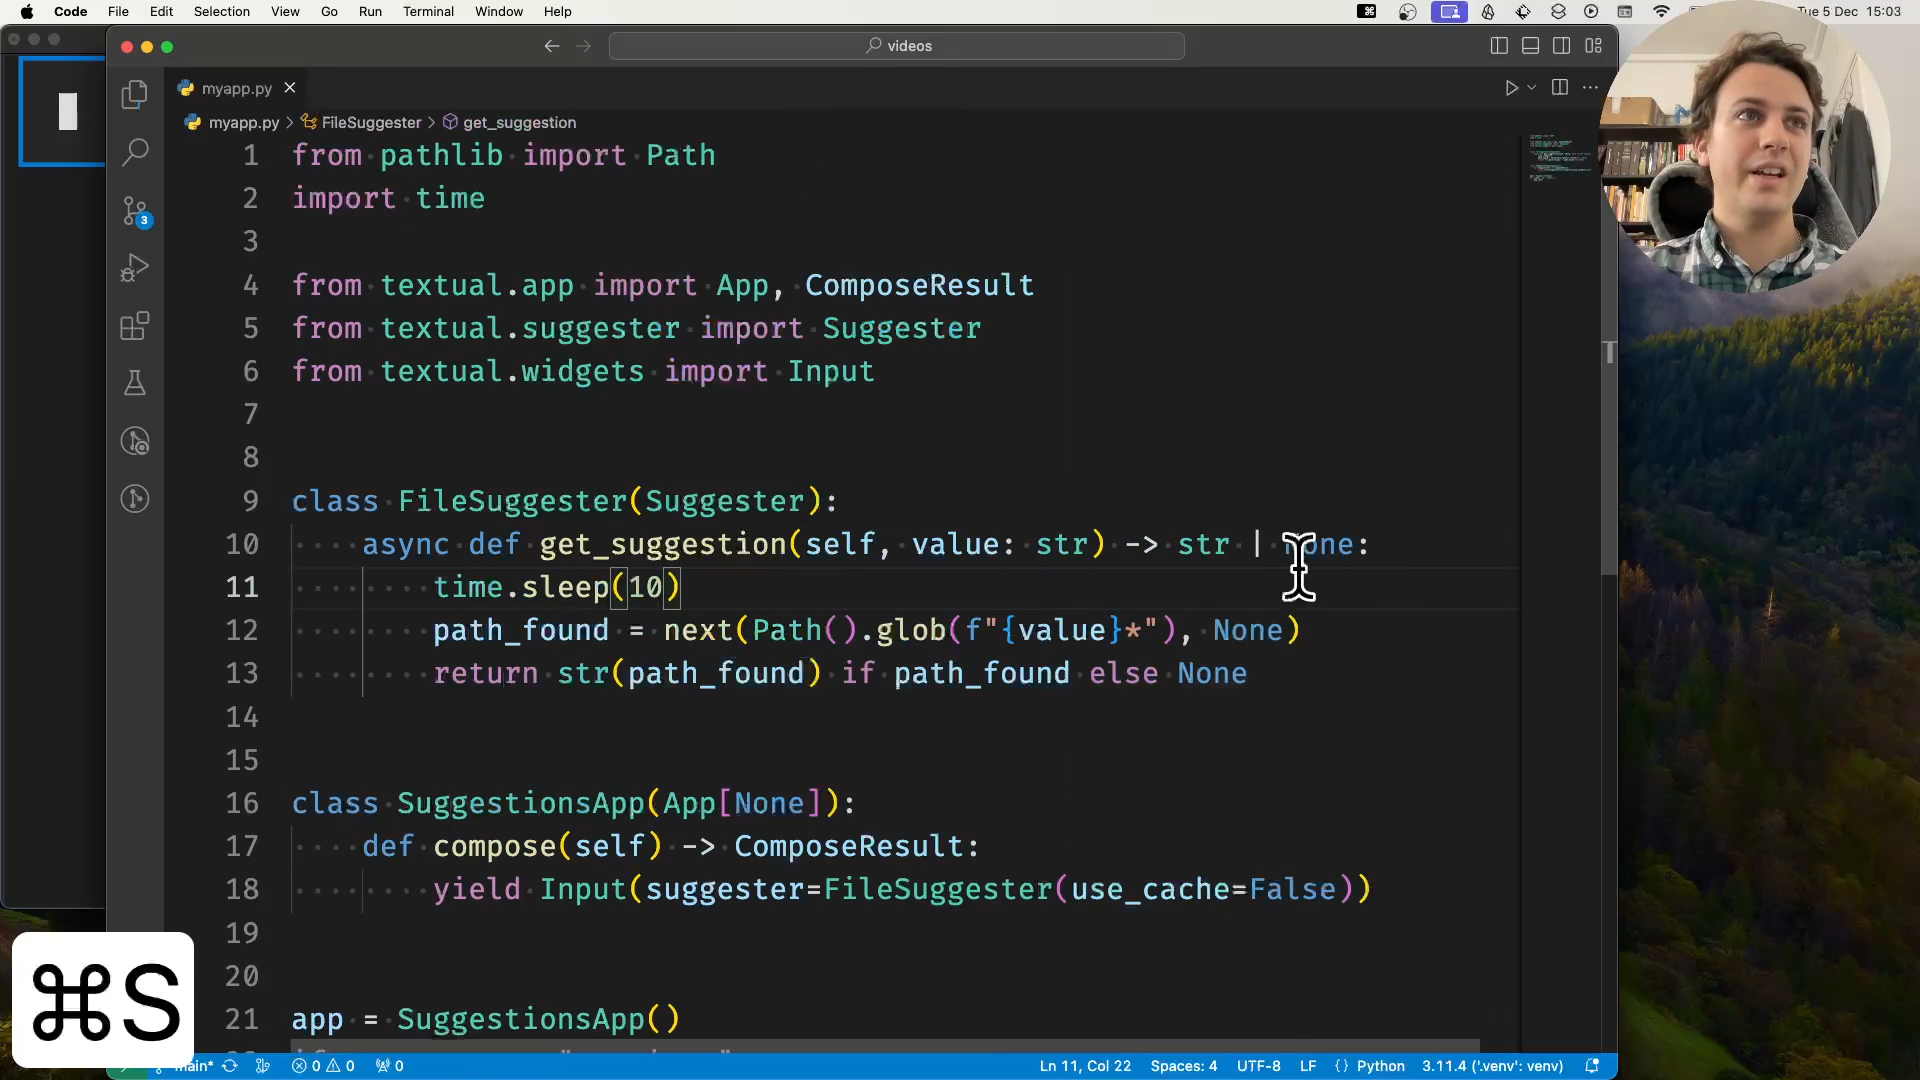 Code File Edit Selection View Go Run Terminal Window Help Tue 5 Dec 15:03
videos
myapp.py
myapp.py > FileSuggester > get_suggestion
1 from pathlib import Path
2 import time
3
4 from textual.app import App, ComposeResult
5 from textual.suggester import Suggester
6 from textual.widgets import Input
7
8
9 class FileSuggester(Suggester):
10 async def get_suggestion(self, value: str) -> str | None:
11 time.sleep(10)
12 path_found = next(Path().glob(f"{value}*"), None)
13 return str(path_found) if path_found else None
14
15
16 class SuggestionsApp(App[None]):
17 def compose(self) -> ComposeResult:
18 yield Input(suggester=FileSuggester(use_cache=False))
19
20
21 app = SuggestionsApp()
3
T
⌘S
main* 0 0 0 Ln 11, Col 22 Spaces: 4 UTF-8 LF {} Python 3.11.4 ('.venv': venv)